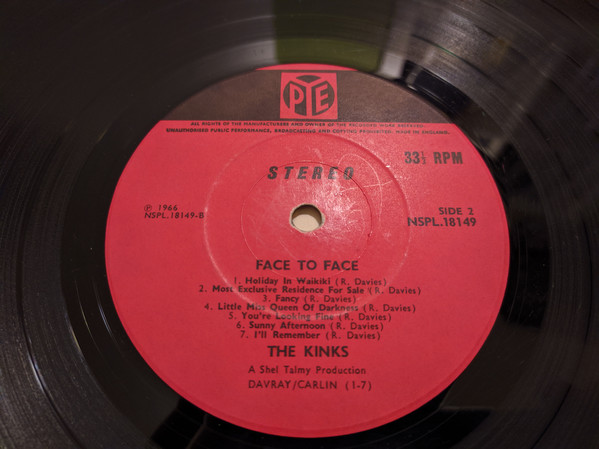 PYE
ALL RIGHTS OF THE MANUFACTURERS AND OWNER OF THE RECORDED WORK RESERVED.
UNAUTHORISED PUBLIC PERFORMANCE, BROADCASTING AND COPYING PROHIBITED. MADE IN ENGLAND.
33⅓ RPM
STEREO
℗ 1966
NSPL.18149-B
SIDE 2
NSPL.18149
FACE TO FACE
1. Holiday In Waikiki (R. Davies)
2. Most Exclusive Residence For Sale (R. Davies)
3. Fancy (R. Davies)
4. Little Miss Queen Of Darkness (R. Davies)
5. You're Looking Fine (R. Davies)
6. Sunny Afternoon (R. Davies)
7. I'll Remember (R. Davies)
THE KINKS
A Shel Talmy Production
DAVRAY/CARLIN (1-7)